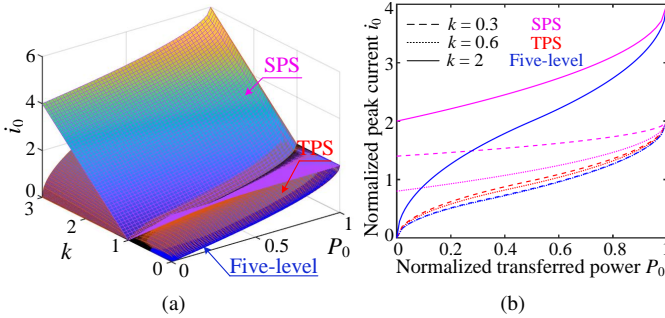 6
4
2
0
i₀
3
2
1
0
k
0
0.5
1
P₀
SPS
TPS
Five-level
(a)
Normalized peak current i₀
4
3
2
1
0
0
0.2
0.4
0.6
0.8
1
Normalized transferred power P₀
k = 0.3 SPS
k = 0.6 TPS
k = 2 Five-level
(b)